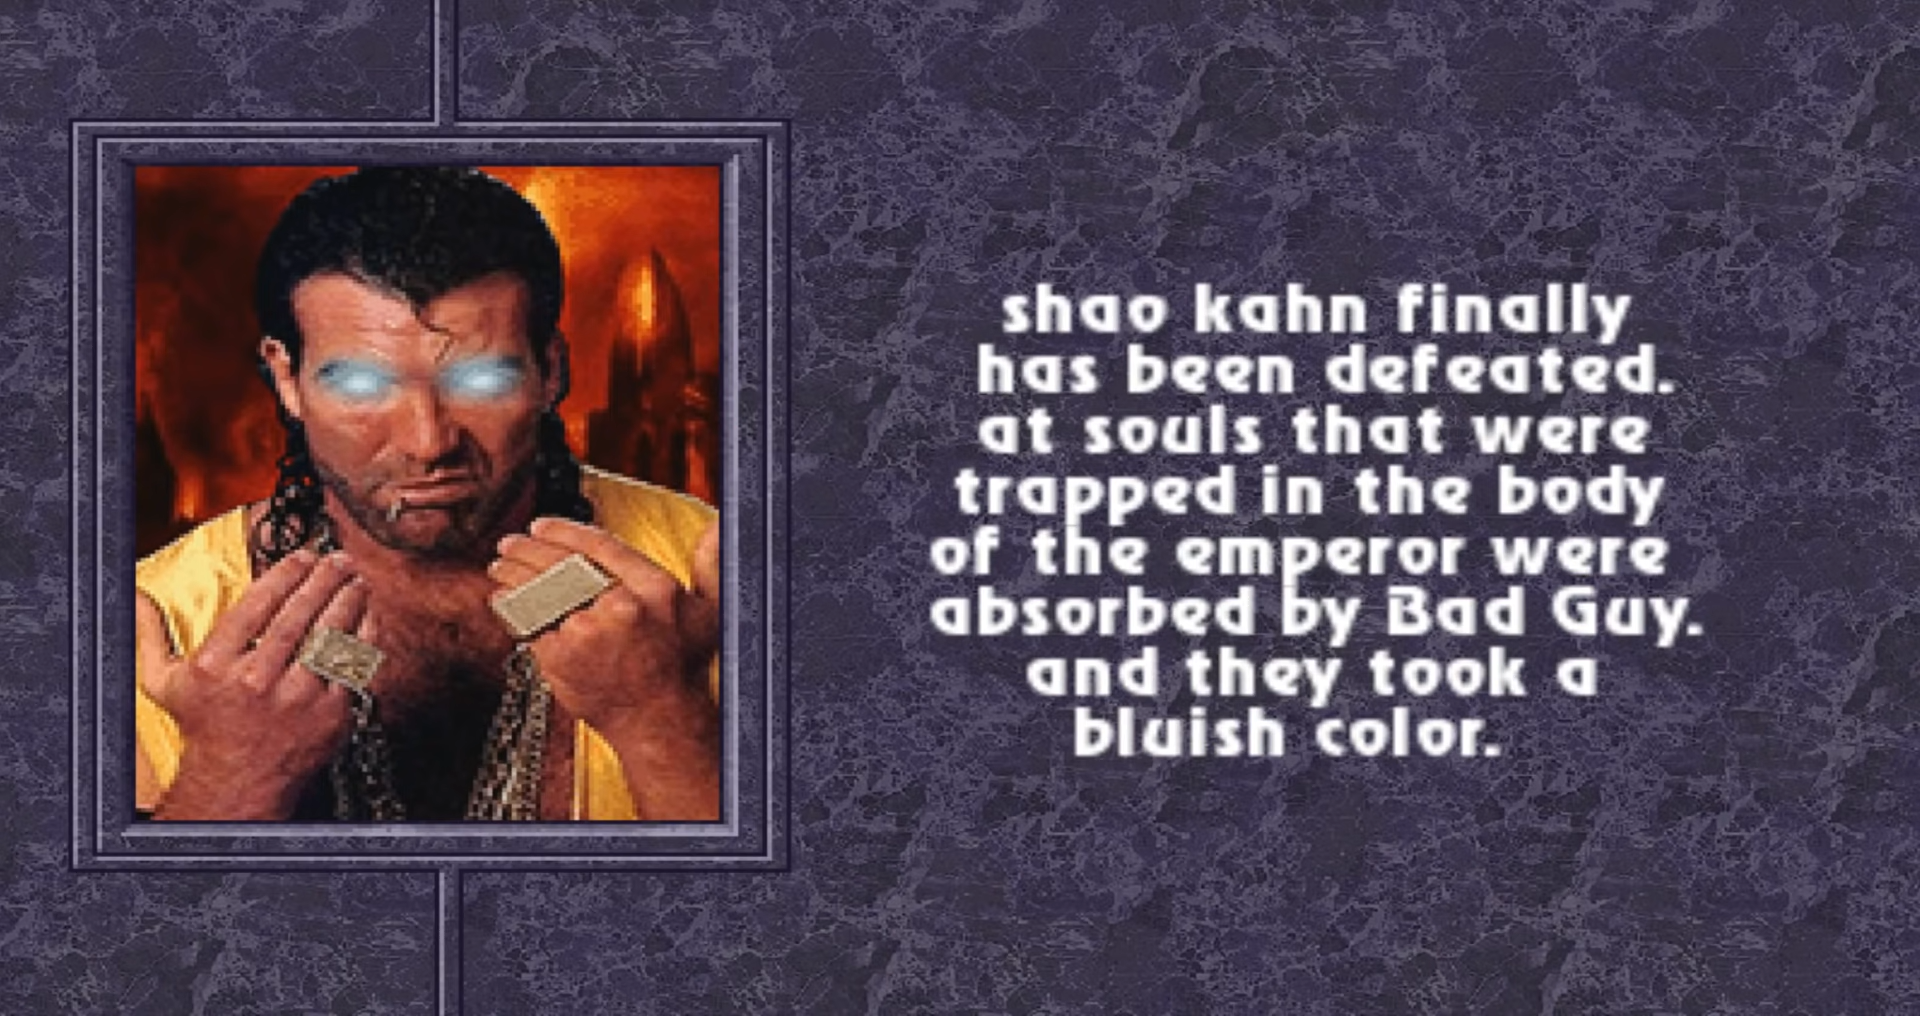 shao kahn finally
has been defeated.
at souls that were
trapped in the body
of the emperor were
absorbed by Bad Guy.
and they took a
bluish color.